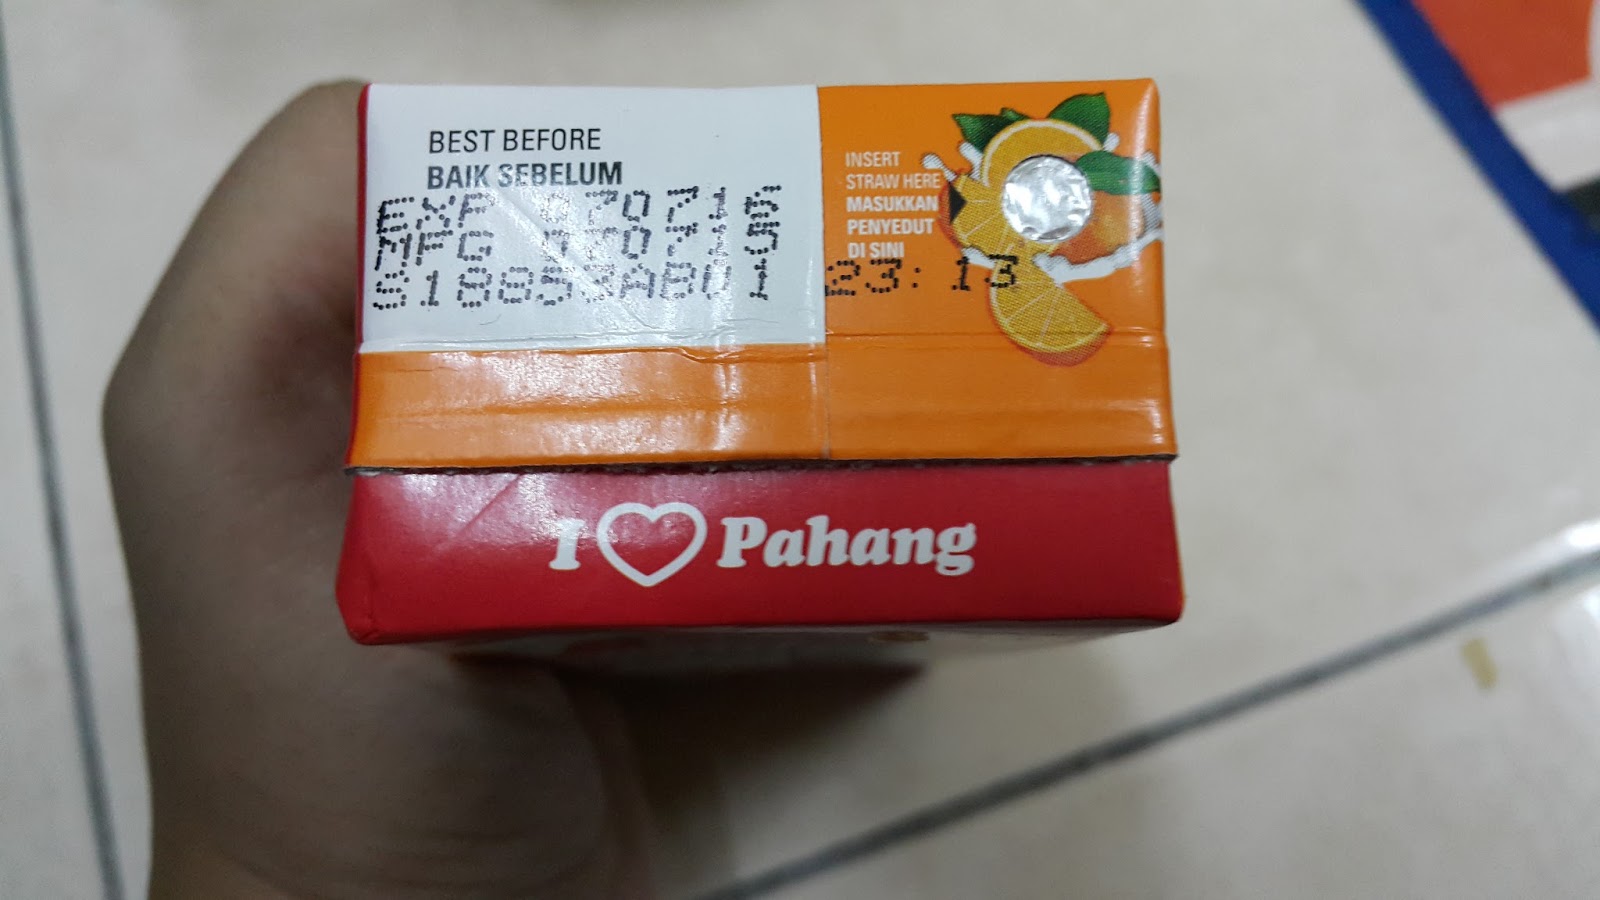 BEST BEFORE
BAIK SEBELUM
EXP 070716
MFG 070715
S18853AB01 23:13
INSERT
STRAW HERE
MASUKKAN
PENYEDUT
DI SINI
I ♡ Pahang